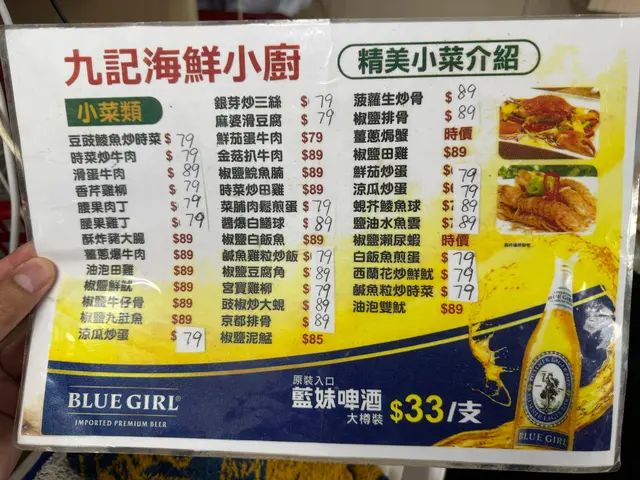 九記海鮮小廚
精美小菜介紹
小菜類
豆豉鯪魚炒時菜 $79
時菜炒牛肉 79
滑蛋牛肉 89
香芹雞柳 79
腰果肉丁 79
腰果雞丁 79
酥炸豬大腸 $89
薑蔥爆牛肉 $89
油泡田雞 $89
椒鹽鮮魷 $89
椒鹽牛仔骨 $89
椒鹽九肚魚 $89
涼瓜炒蛋 79
銀芽炒三絲 $79
麻婆滑豆腐 $79
鮮茄蛋牛肉 $79
金菇扒牛肉 $89
椒鹽鯇魚腩 $89
時菜炒田雞 $89
菜脯肉鬆煎蛋 $79
醬爆白鱔球 $89
椒鹽白飯魚 $89
鹹魚雞粒炒飯 $79
椒鹽豆腐角 $89
宮寶雞柳 $79
豉椒炒大蜆 $89
京都排骨 $89
椒鹽泥鯭 $85
菠蘿生炒骨 $89
椒鹽排骨 $89
薑蔥焗蟹 時價
椒鹽田雞 $89
鮮茄炒蛋 79
涼瓜炒蛋 79
蜆芥鯪魚球 89
鹽油水魚雲 89
椒鹽瀨尿蝦 時價
白飯魚煎蛋 $79
西蘭花炒鮮魷 $79
鹹魚粒炒時菜 $79
油泡雙魷 $89
BLUE GIRL
IMPORTED PREMIUM BEER
原裝入口
藍妹啤酒
大樽裝
$33/支
BLUE GIRL